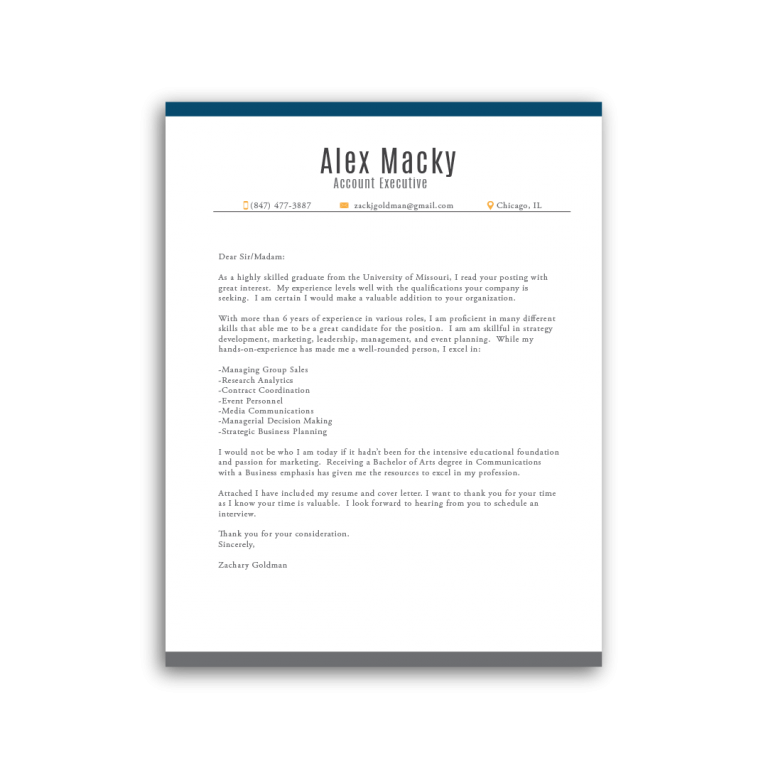 Alex Macky
Account Executive
(847) 477-3887 zackjgoldman@gmail.com Chicago, IL
Dear Sir/Madam:
As a highly skilled graduate from the University of Missouri, I read your posting with
great interest. My experience levels well with the qualifications your company is
seeking. I am certain I would make a valuable addition to your organization.
With more than 6 years of experience in various roles, I am proficient in many different
skills that able me to be a great candidate for the position. I am am skillful in strategy
development, marketing, leadership, management, and event planning. While my
hands-on-experience has made me a well-rounded person, I excel in:
-Managing Group Sales
-Research Analytics
-Contract Coordination
-Event Personnel
-Media Communications
-Managerial Decision Making
-Strategic Business Planning
I would not be who I am today if it hadn't been for the intensive educational foundation
and passion for marketing. Receiving a Bachelor of Arts degree in Communications
with a Business emphasis has given me the resources to excel in my profession.
Attached I have included my resume and cover letter. I want to thank you for your time
as I know your time is valuable. I look forward to hearing from you to schedule an
interview.
Thank you for your consideration.
Sincerely,
Zachary Goldman